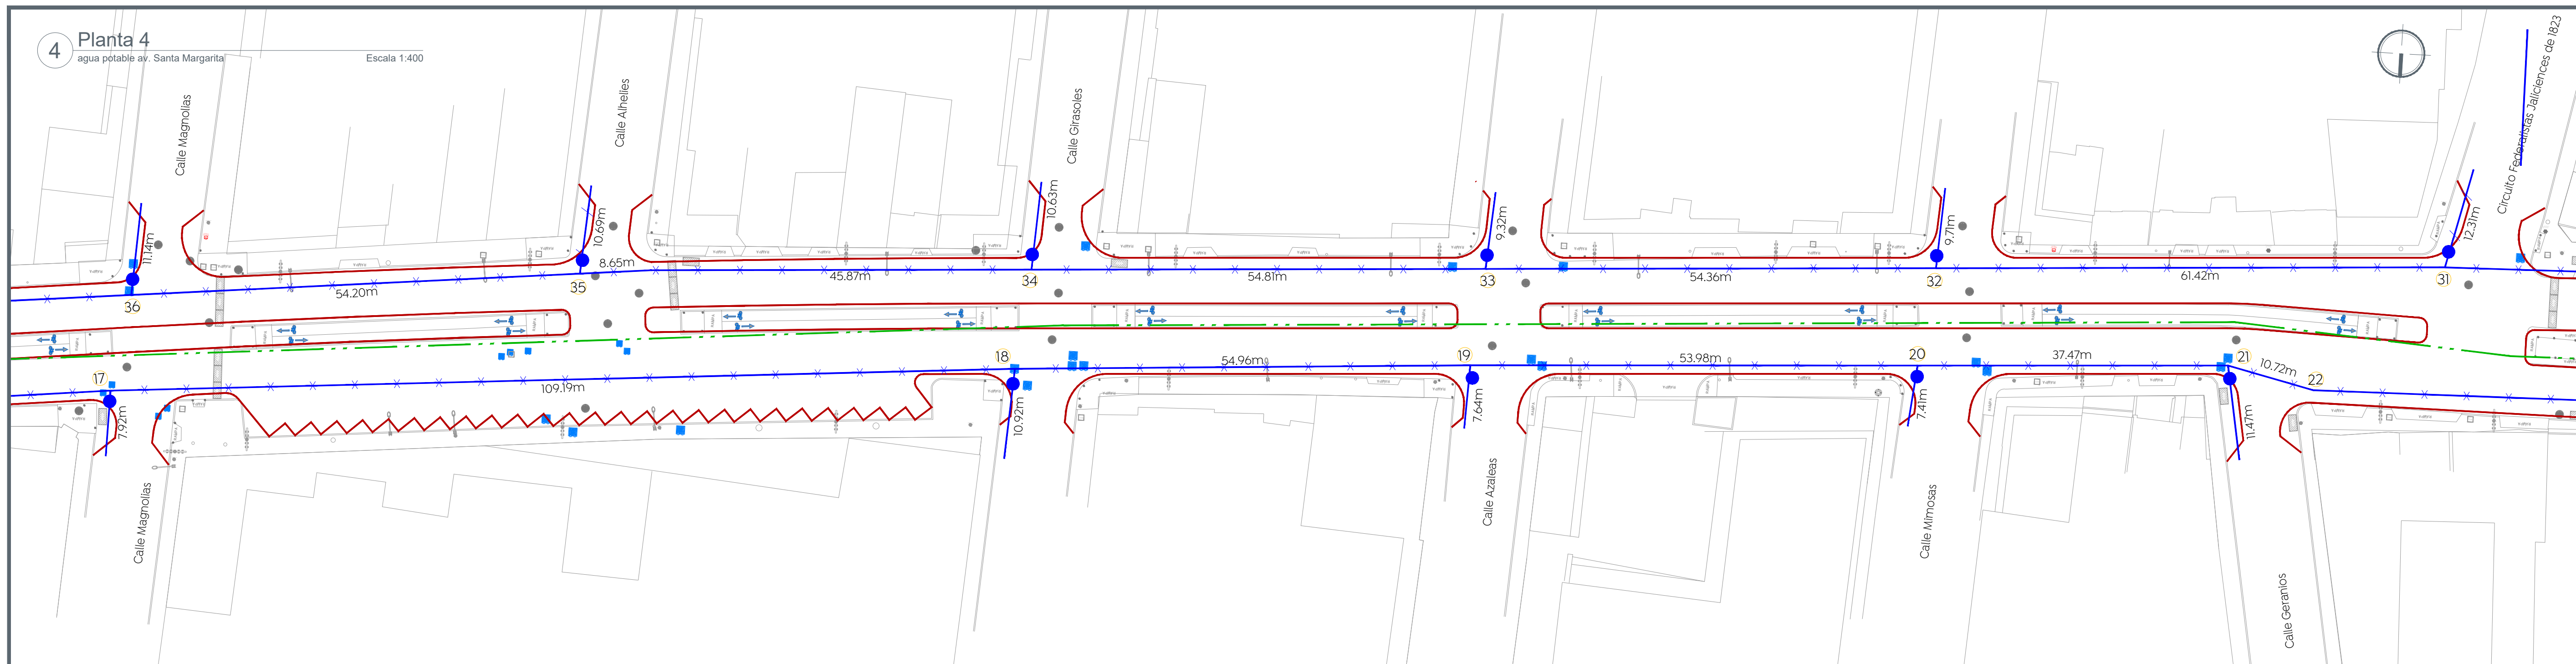 4
Planta 4
agua potable av. Santa Margarita
Escala 1:400
Calle Magnolias
Calle Alhelies
Calle Girasoles
Circuito Federalistas Jaliciences de 1823
11.14m
10.69m
10.63m
9.32m
9.71m
12.31m
8.65m
54.20m
45.87m
54.81m
54.36m
61.42m
36
35
34
33
32
31
17
18
19
20
21
22
109.19m
54.96m
53.98m
37.47m
10.72m
7.92m
10.92m
7.64m
7.41m
11.47m
Calle Magnolias
Calle Azaleas
Calle Mimosas
Calle Geranios